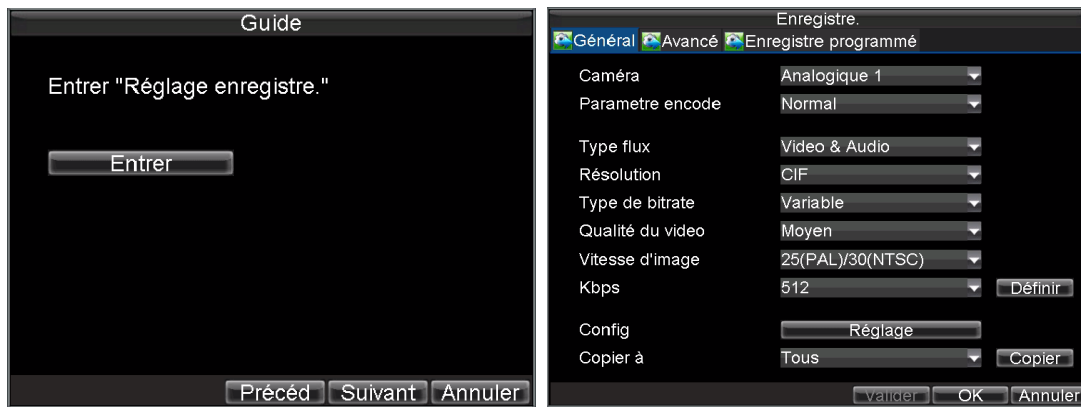 Guide
Entrer "Réglage enregistre."
Entrer
Précéd Suivant Annuler
Enregistre.
Général Avancé Enregistre programmé
Caméra Analogique 1
Parametre encode Normal
Type flux Video & Audio
Résolution CIF
Type de bitrate Variable
Qualité du video Moyen
Vitesse d'image 25(PAL)/30(NTSC)
Kbps 512 Définir
Config Réglage
Copier à Tous Copier
Valider OK Annuler